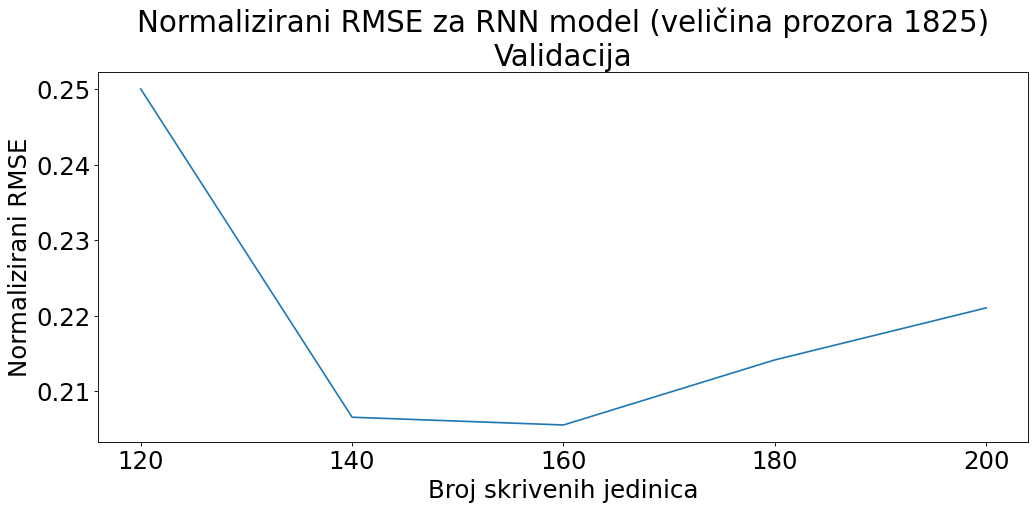 Normalizirani RMSE za RNN model (veličina prozora 1825)
Validacija
Normalizirani RMSE
0.25
0.24
0.23
0.22
0.21
120 140 160 180 200
Broj skrivenih jedinica